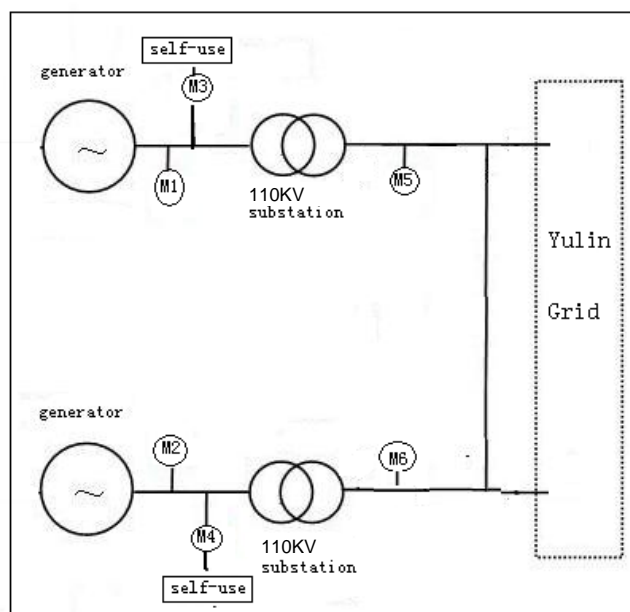 self-use
generator
M3
~
M1
M5
110KV
substation
Yulin
Grid
generator
M2
M6
~
M4
110KV
substation
self-use